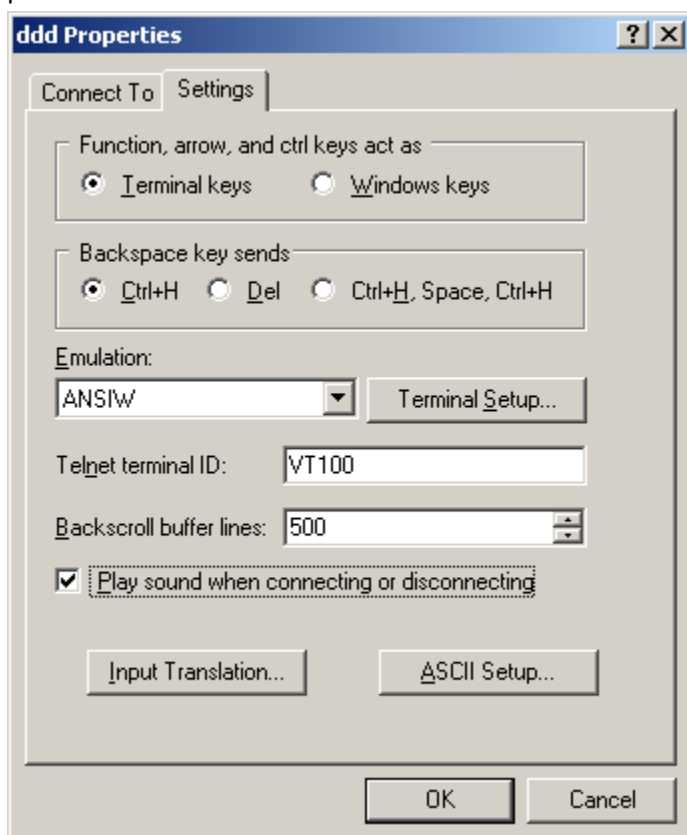 ddd Properties
Connect To Settings
Function, arrow, and ctrl keys act as
Terminal keys Windows keys
Backspace key sends
Ctrl+H Del Ctrl+H, Space, Ctrl+H
Emulation:
ANSIW Terminal Setup...
Telnet terminal ID: VT100
Backscroll buffer lines: 500
Play sound when connecting or disconnecting
Input Translation... ASCII Setup...
OK Cancel